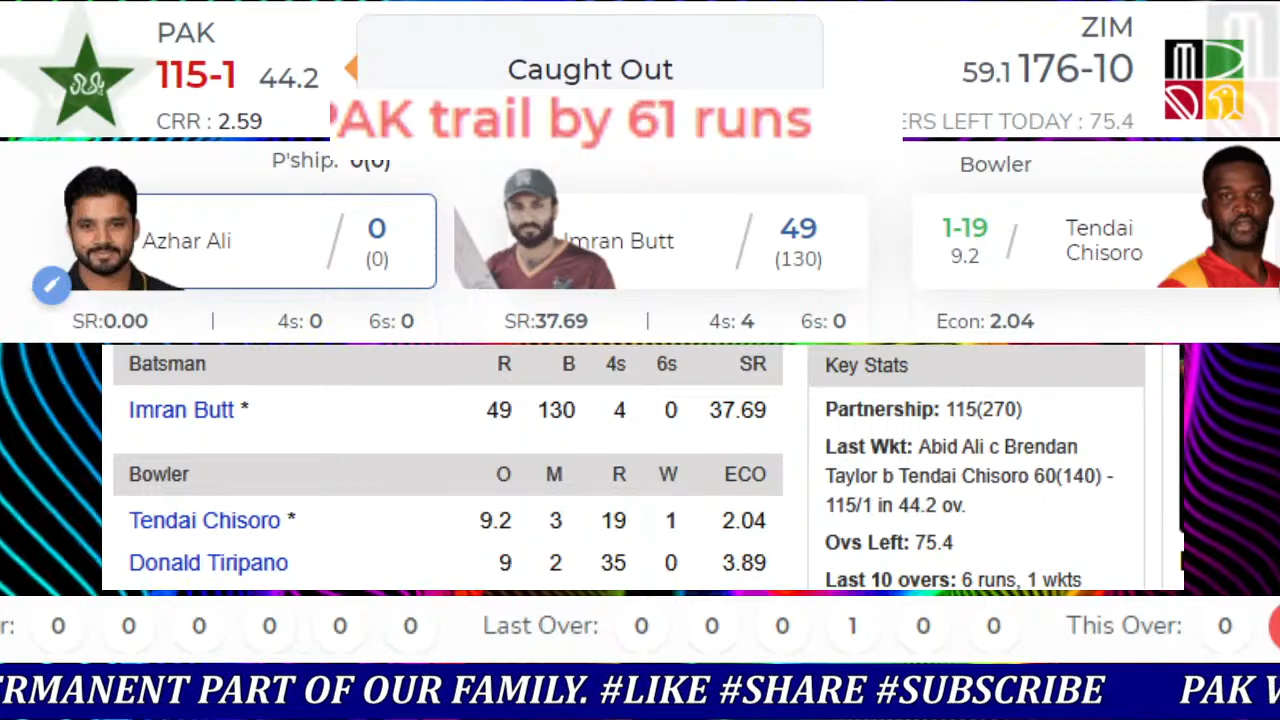 PAK
115-1 44.2
CRR : 2.59
Caught Out
PAK trail by 61 runs
ZIM
59.1 176-10
ERS LEFT TODAY : 75.4
P'ship. 0(0)
Bowler
Azhar Ali
0
(0)
Imran Butt
49
(130)
1-19
9.2
Tendai
Chisoro
SR:0.00 | 4s: 0 6s: 0
SR:37.69 | 4s: 4 6s: 0
Econ: 2.04
Batsman R B 4s 6s SR
Imran Butt * 49 130 4 0 37.69
Bowler O M R W ECO
Tendai Chisoro * 9.2 3 19 1 2.04
Donald Tiripano 9 2 35 0 3.89
Key Stats
Partnership: 115(270)
Last Wkt: Abid Ali c Brendan
Taylor b Tendai Chisoro 60(140) -
115/1 in 44.2 ov.
Ovs Left: 75.4
Last 10 overs: 6 runs, 1 wkts
r: 0 0 0 0 0 0 Last Over: 0 0 0 1 0 0 This Over: 0
ERMANENT PART OF OUR FAMILY. #LIKE #SHARE #SUBSCRIBE PAK V